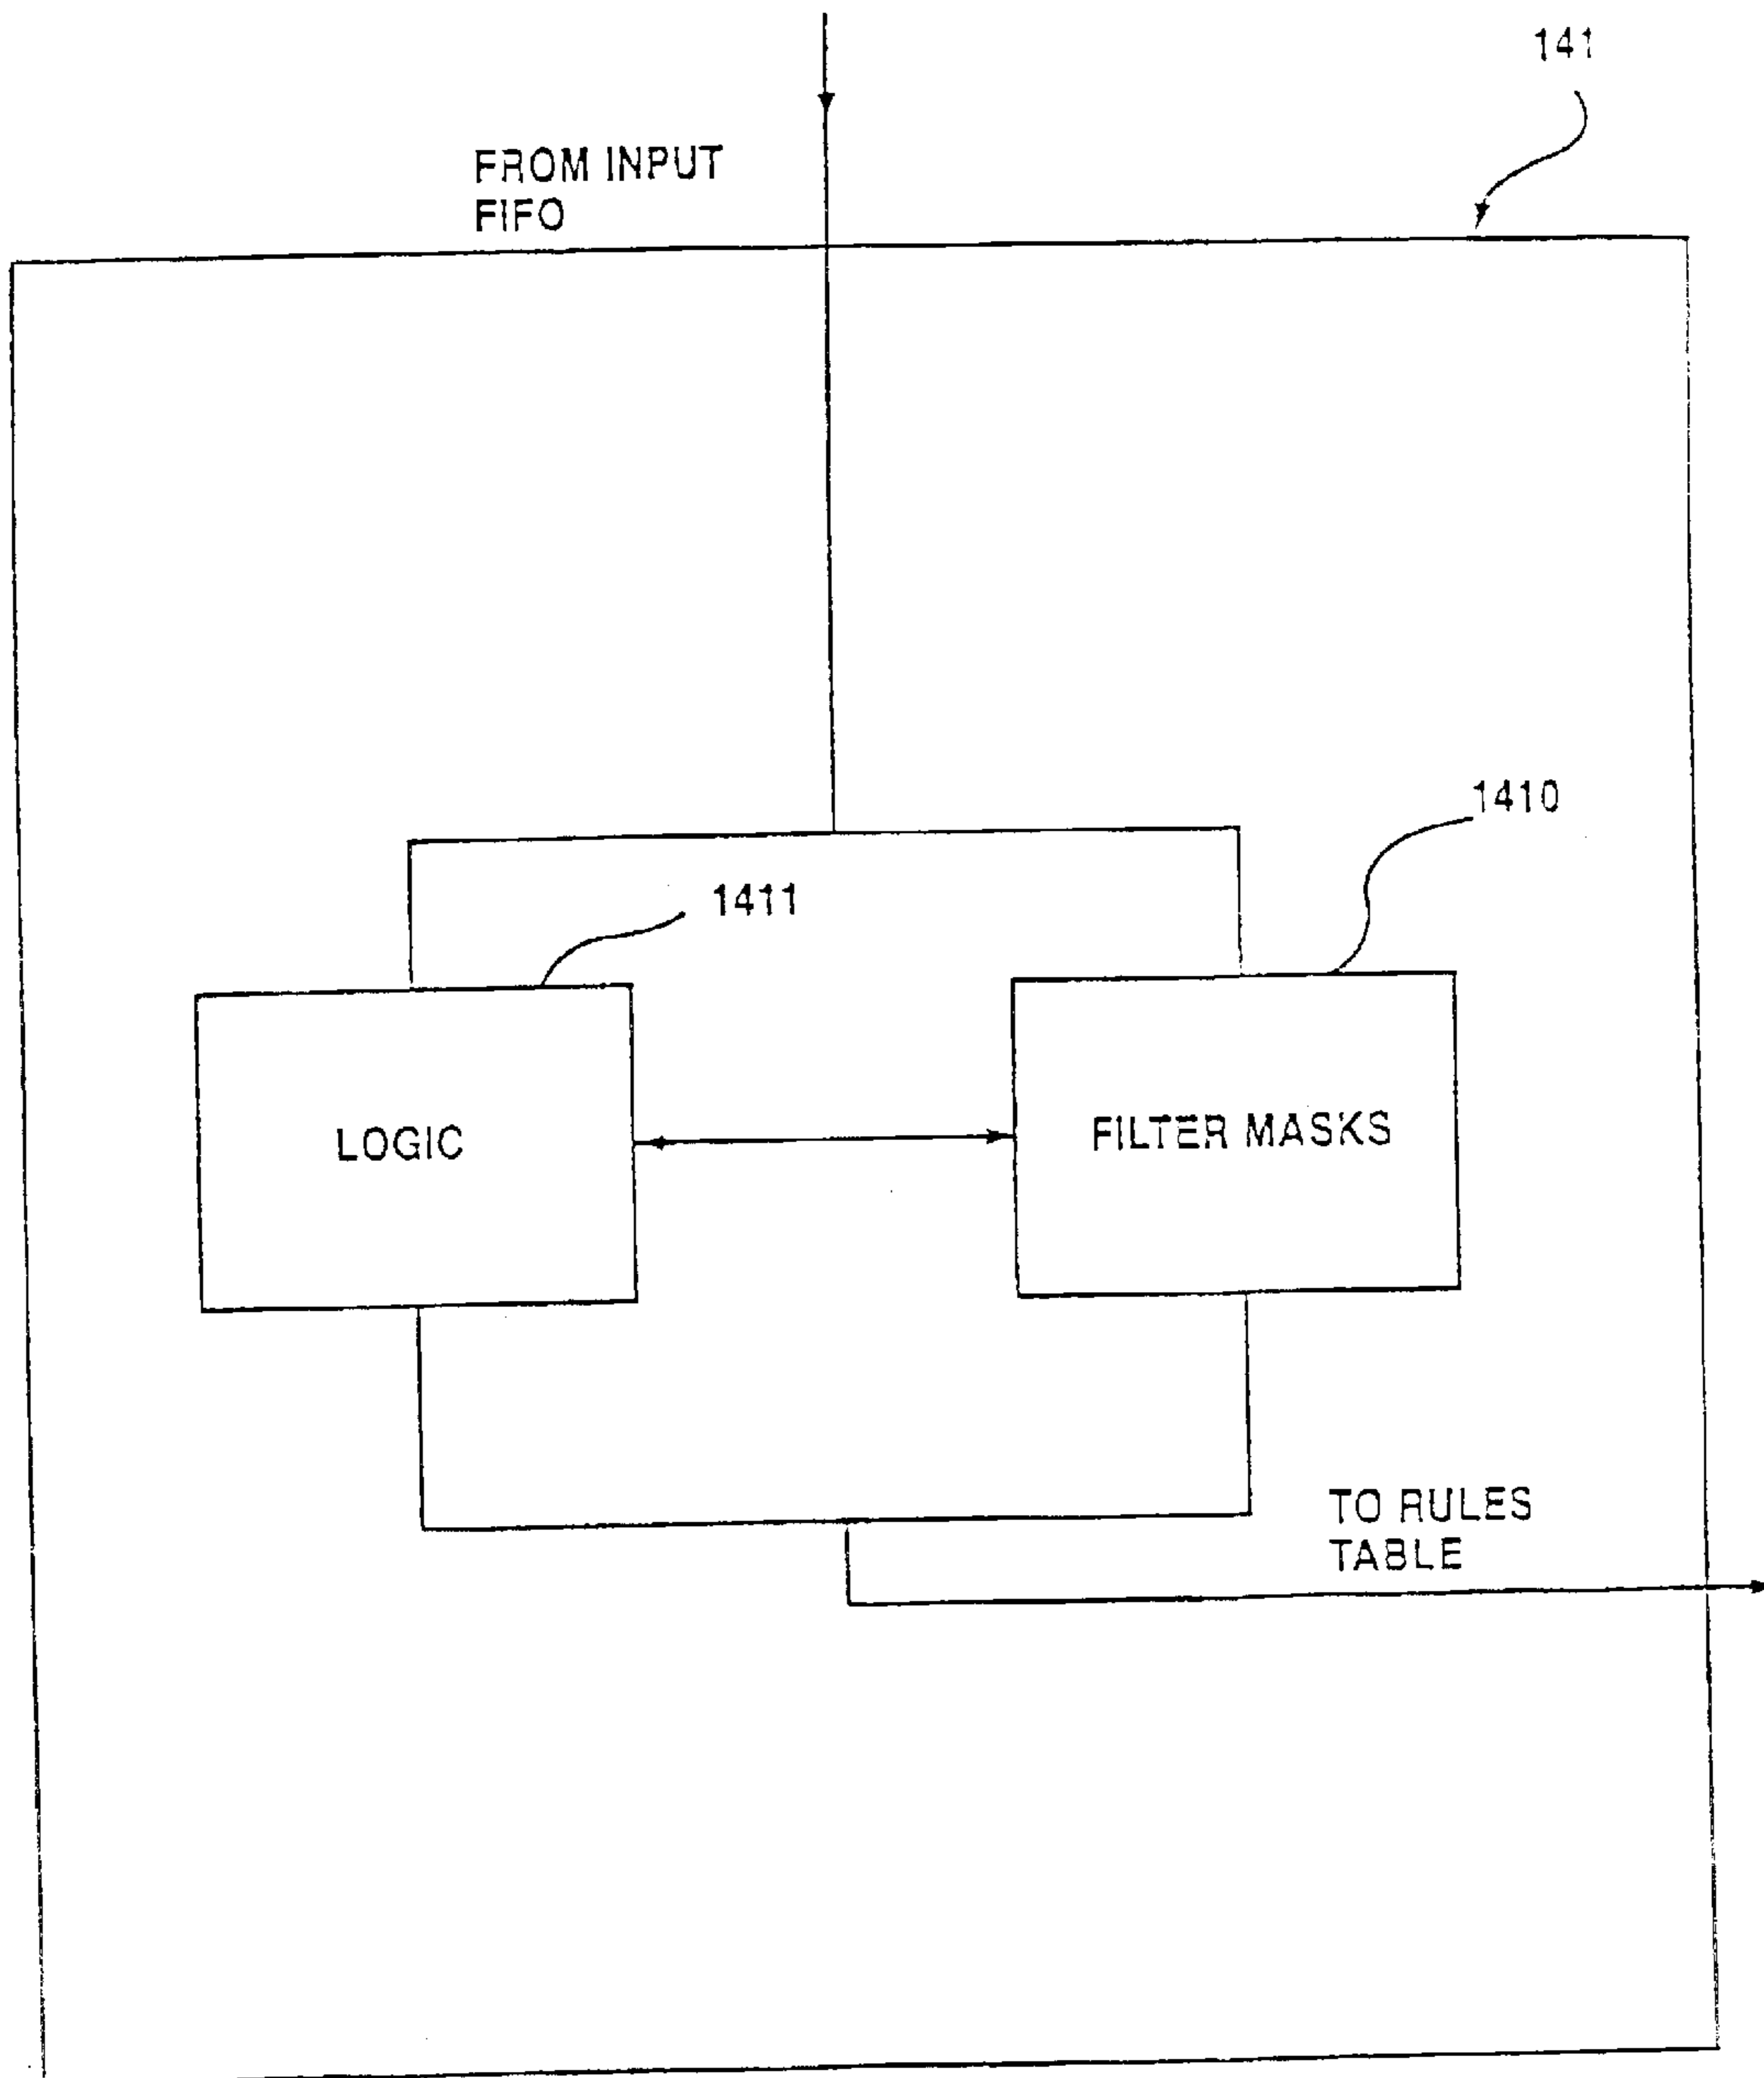 141
FROM INPUT
FIFO
1410
1411
LOGIC
FILTER MASKS
TO RULES
TABLE